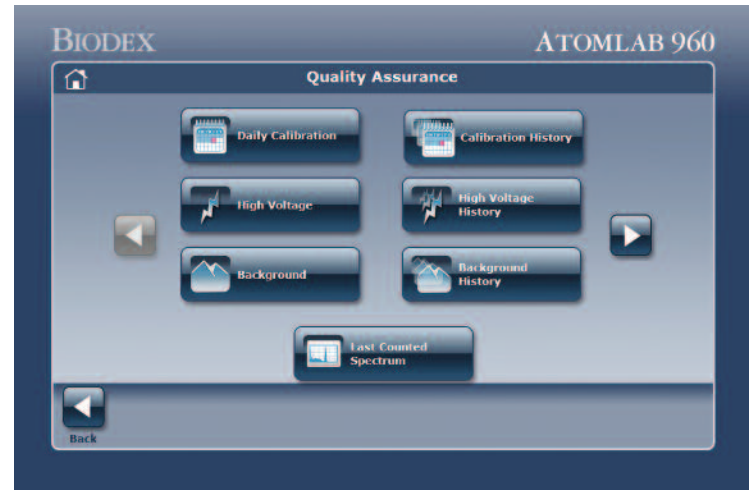 BIODEX
ATOMLAB 960
Quality Assurance
Daily Calibration
Calibration History
High Voltage
High Voltage
History
Background
Background
History
Last Counted
Spectrum
Back